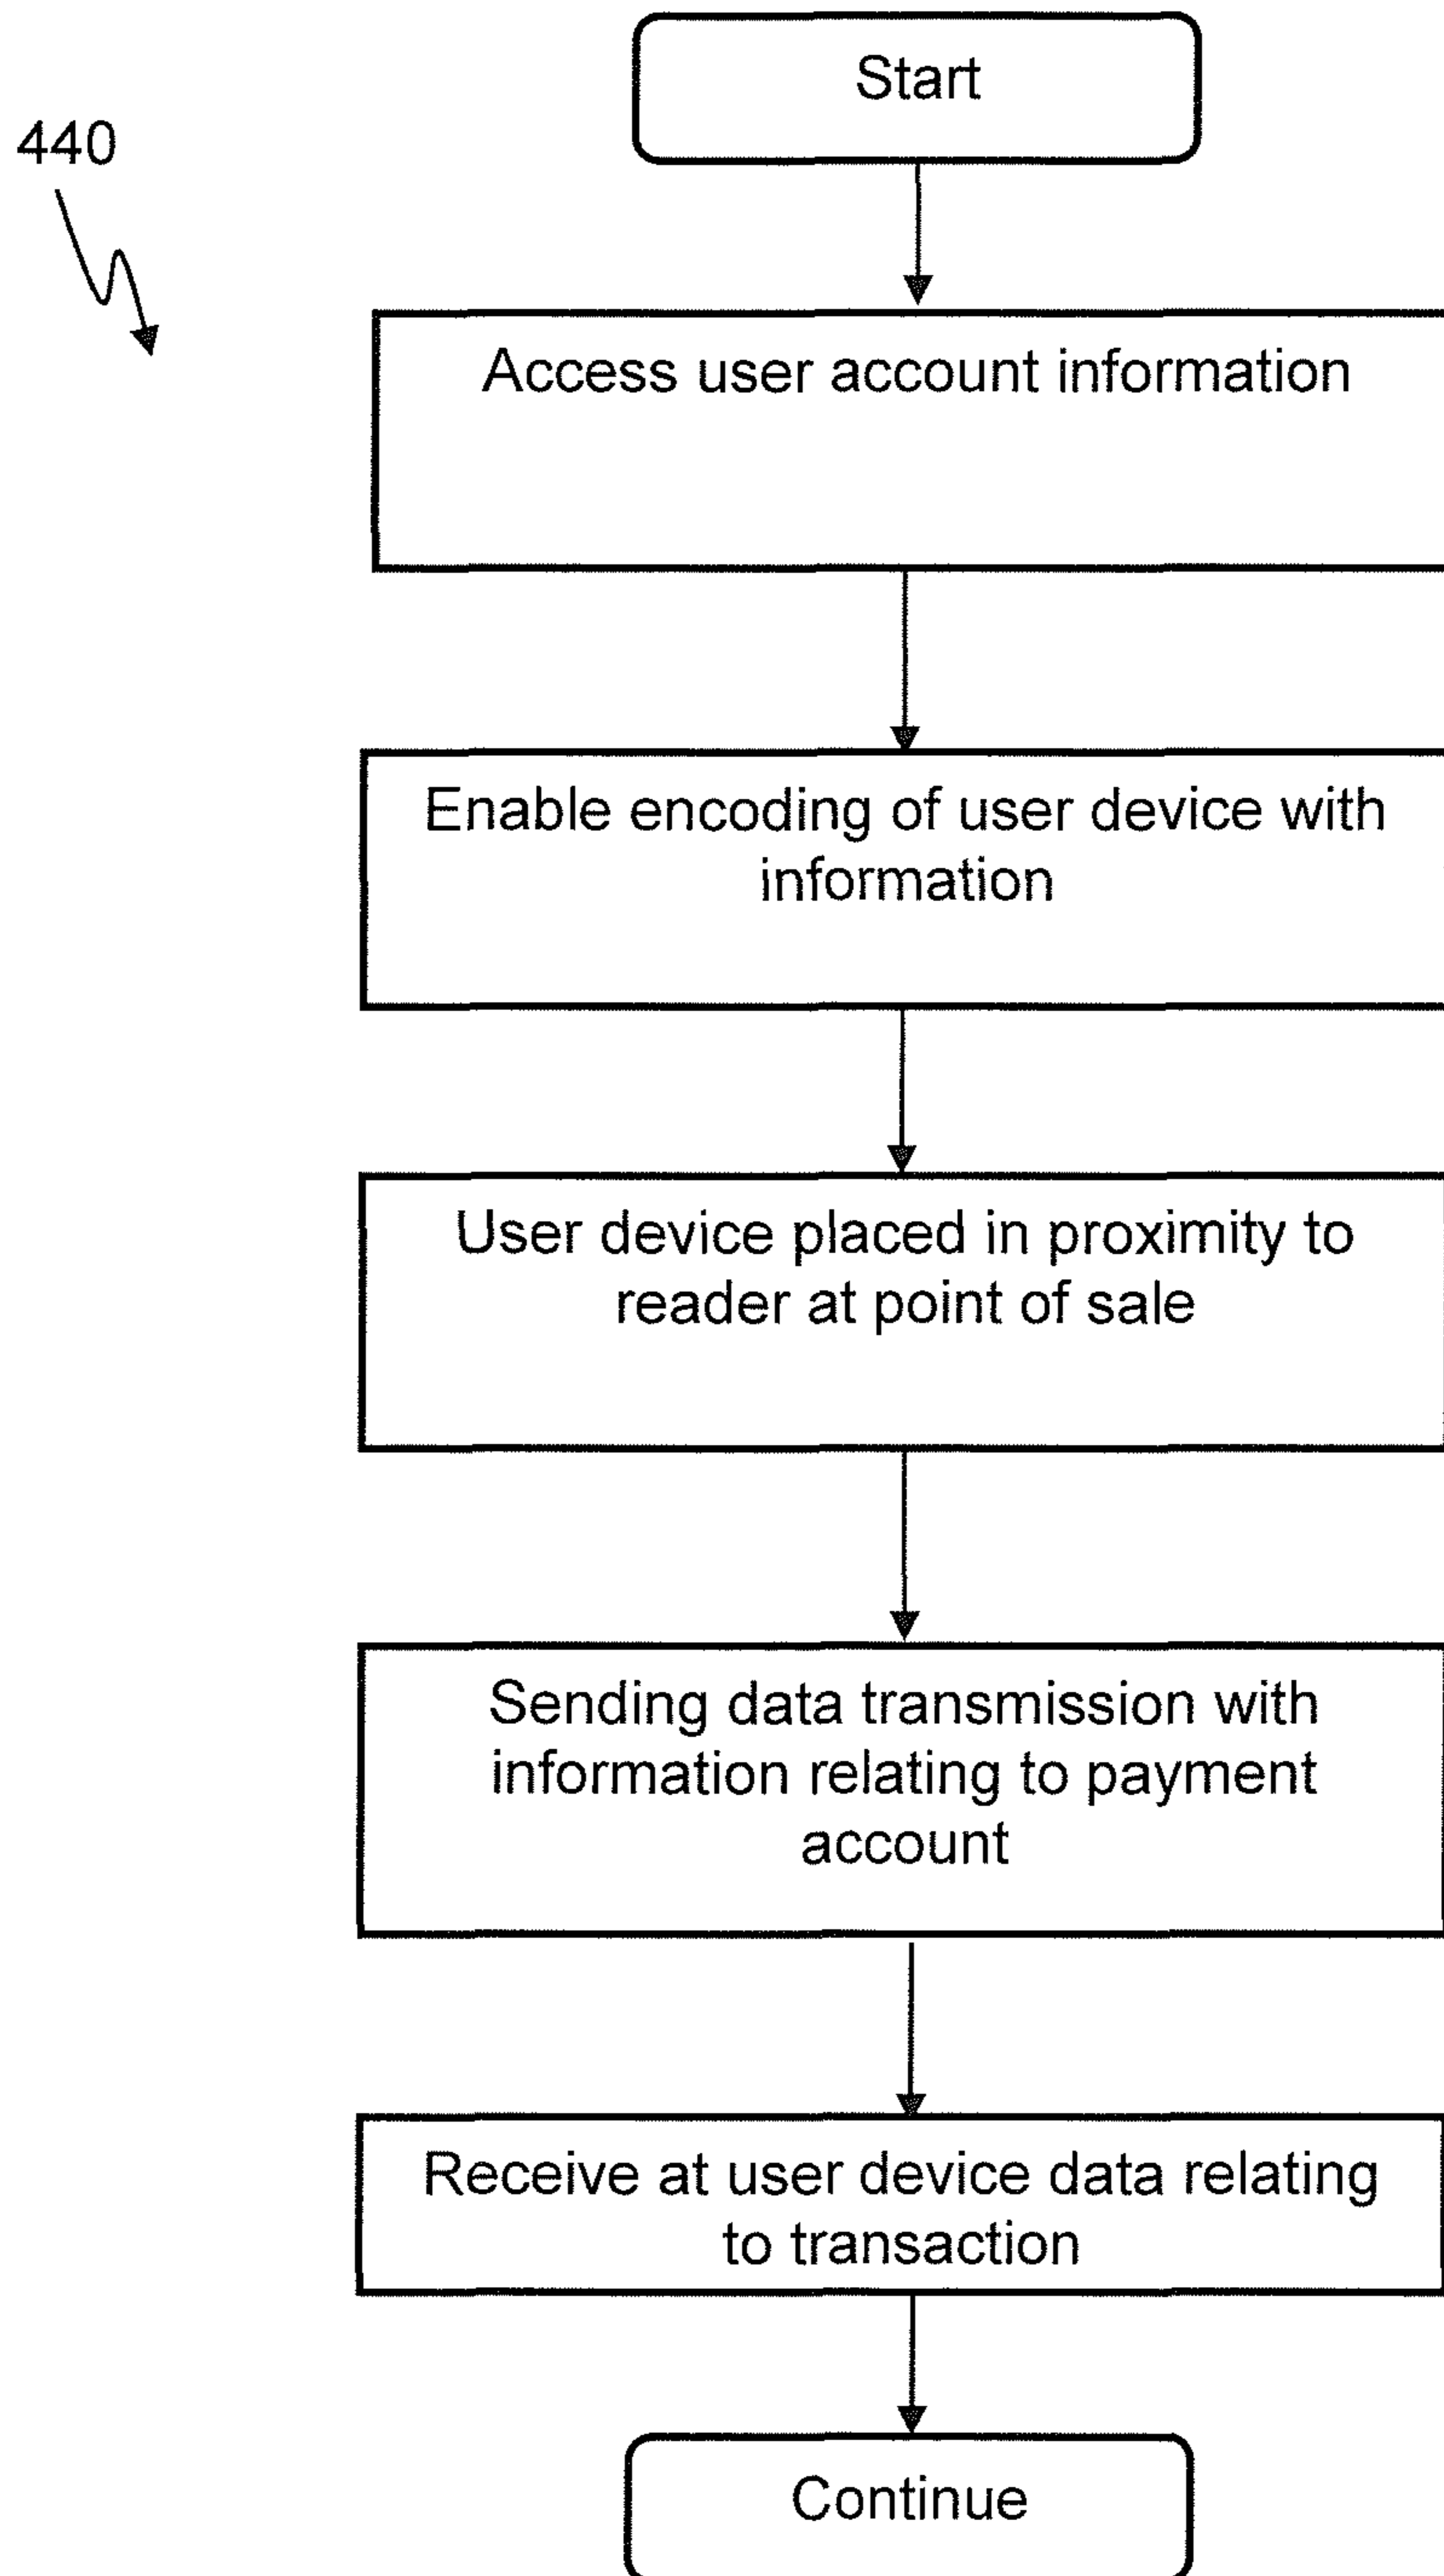 Start
440
Access user account information
Enable encoding of user device with
information
User device placed in proximity to
reader at point of sale
Sending data transmission with
information relating to payment
account
Receive at user device data relating
to transaction
Continue